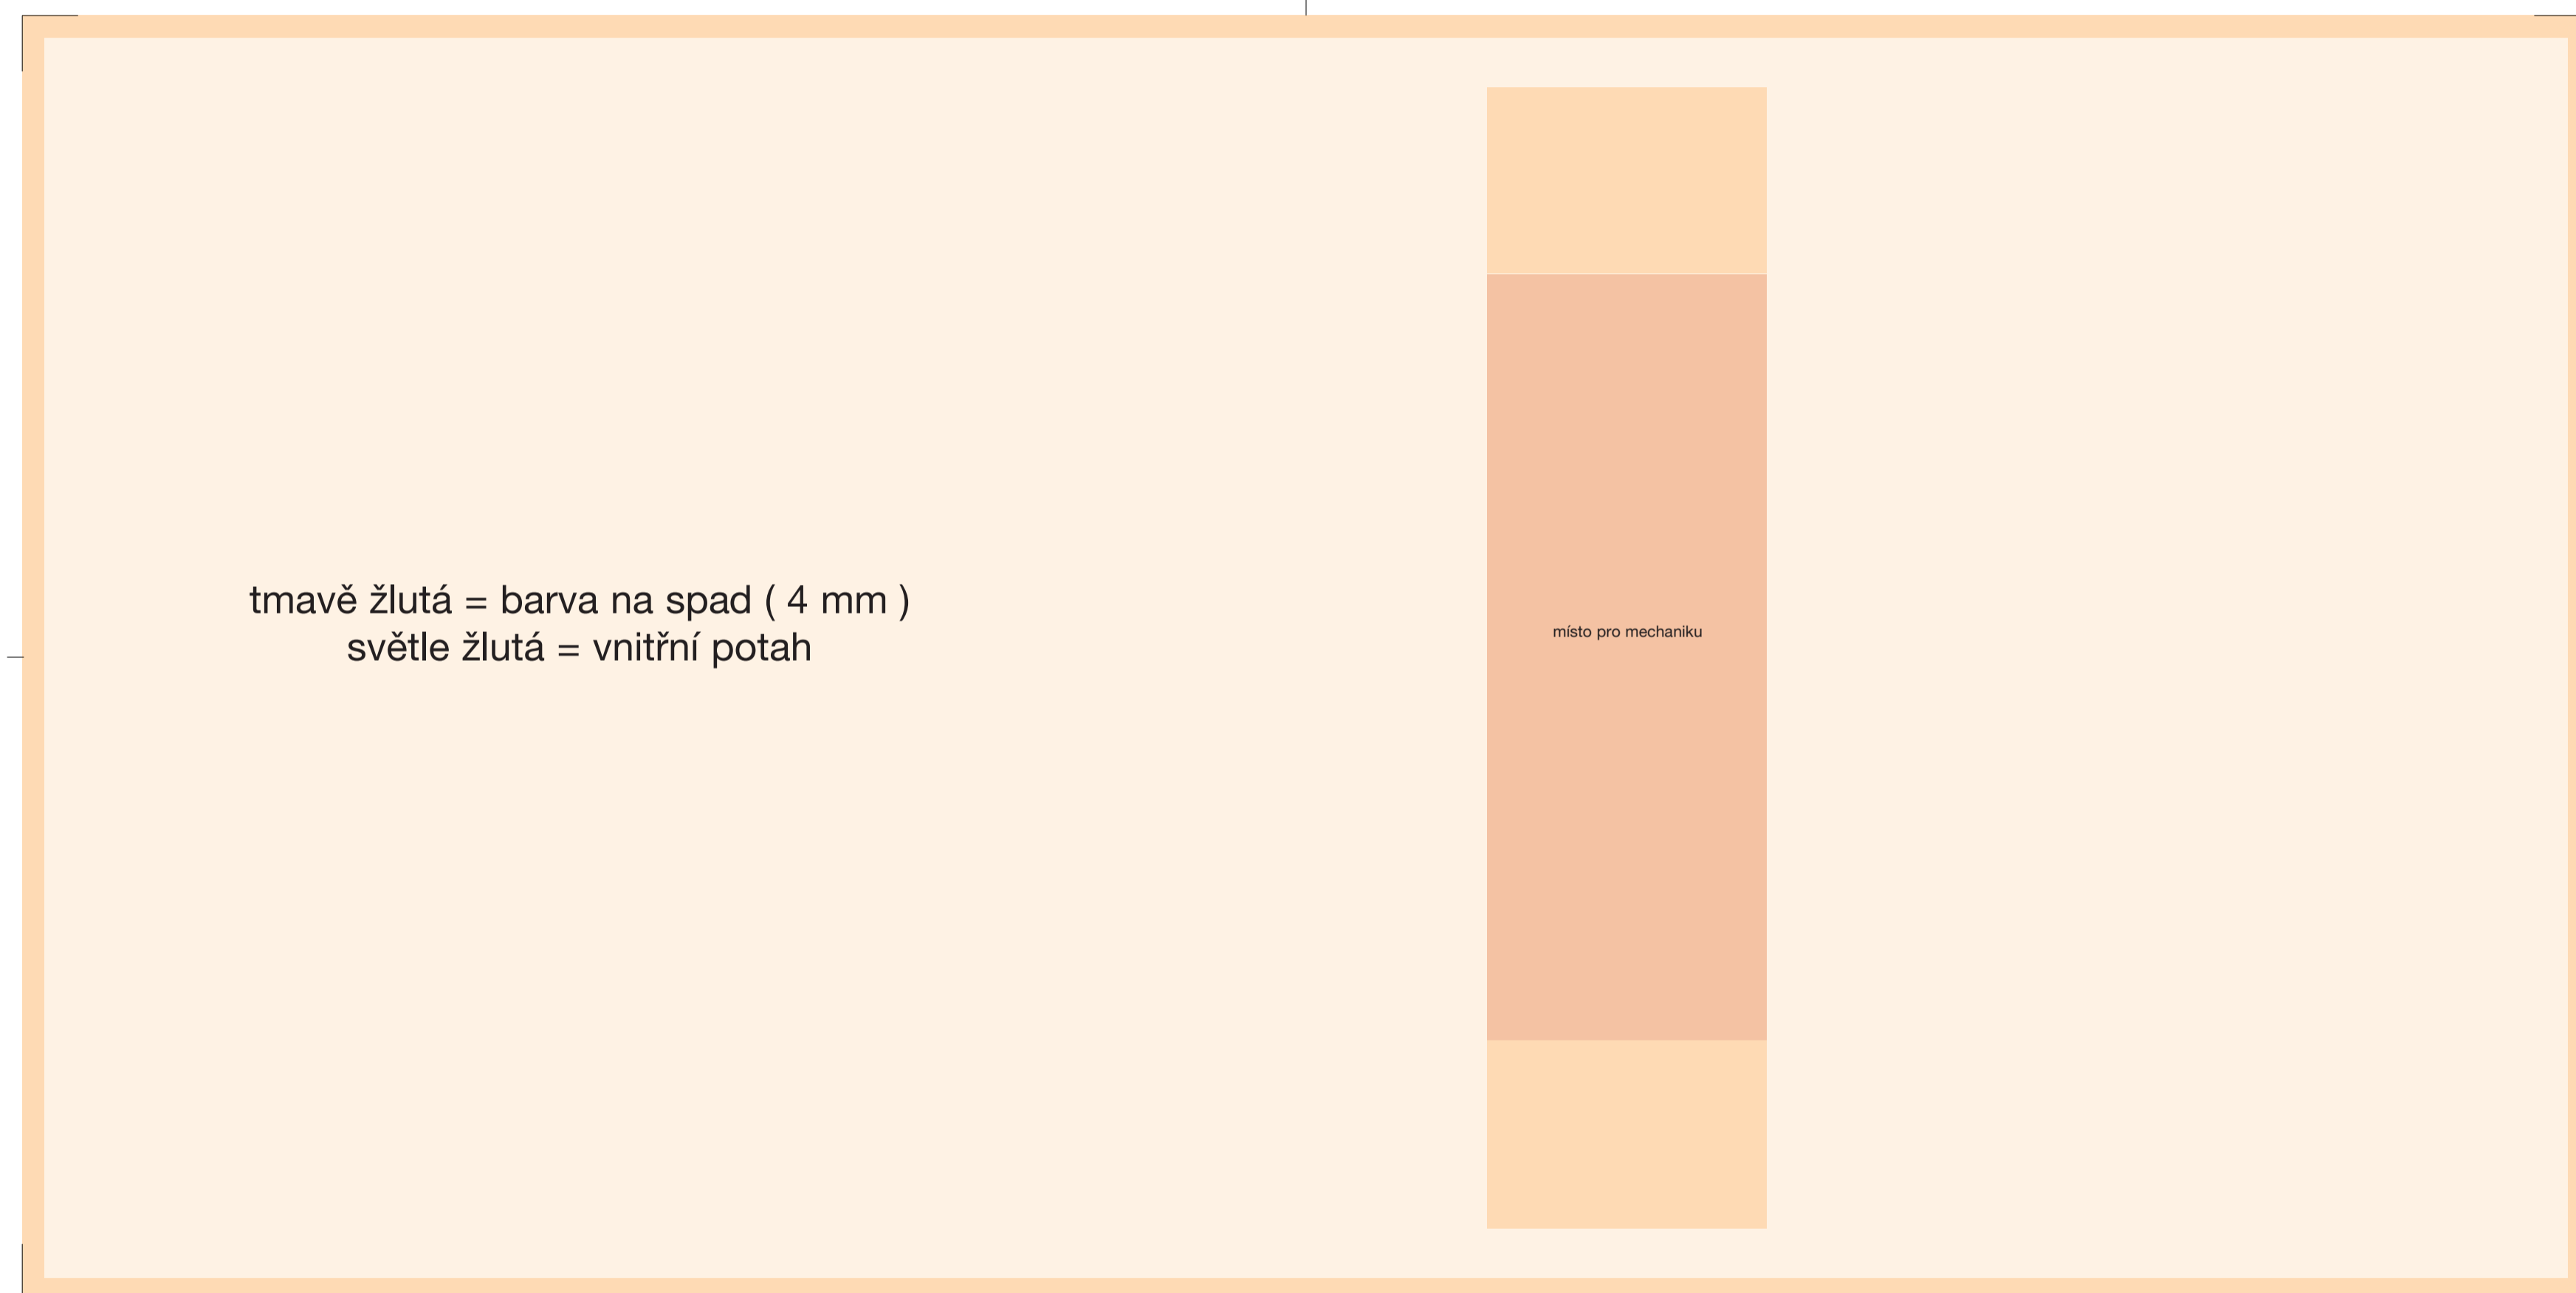 tmavě žlutá = barva na spad ( 4 mm )
světle žlutá = vnitřní potah
místo pro mechaniku